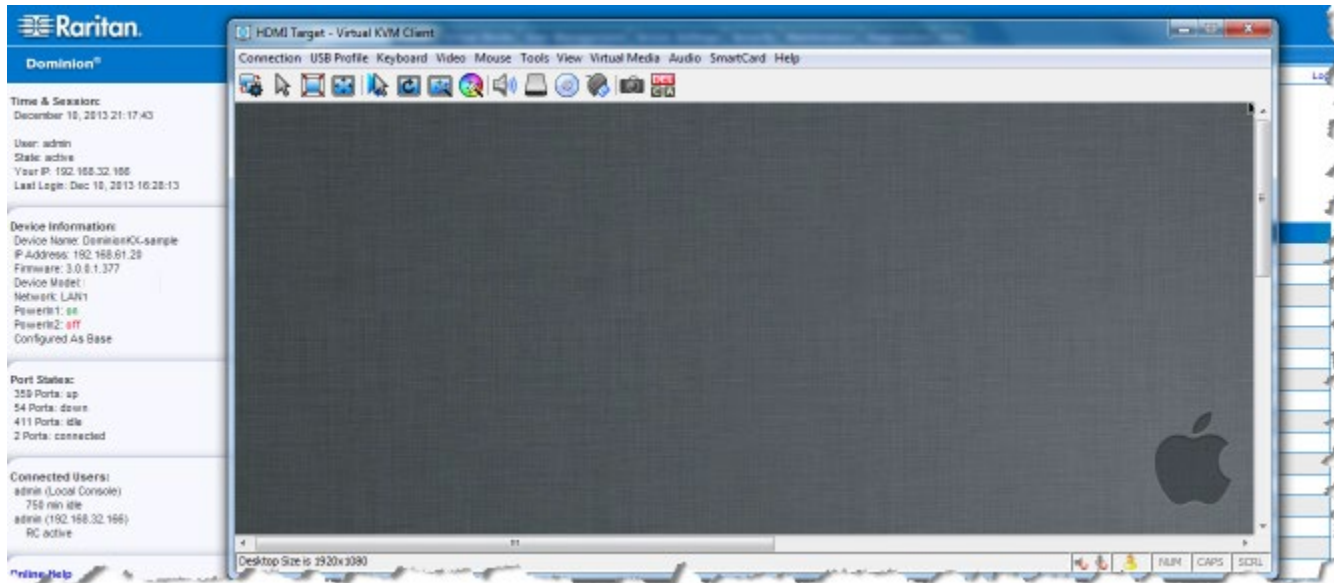 Raritan.
Dominion®
Time & Session:
December 10, 2013 21:17:43
User: admin
State: active
Your IP: 192.168.32.166
Last Login: Dec 10, 2013 16:28:13
Device Information:
Device Name: DominionKX-sample
IP Address: 192.168.61.20
Firmware: 3.0.0.1.377
Device Model:
Network: LAN1
PowerIn1: on
PowerIn2: off
Configured As Base
Port States:
359 Ports: up
54 Ports: down
411 Ports: idle
2 Ports: connected
Connected Users:
admin (Local Console)
750 min idle
admin (192.168.32.166)
RC active
Online Help
HDMI Target - Virtual KVM Client
Connection USB Profile Keyboard Video Mouse Tools View Virtual Media Audio SmartCard Help
DEL
Desktop Size is 1920x1080
NUM CAPS SCRL